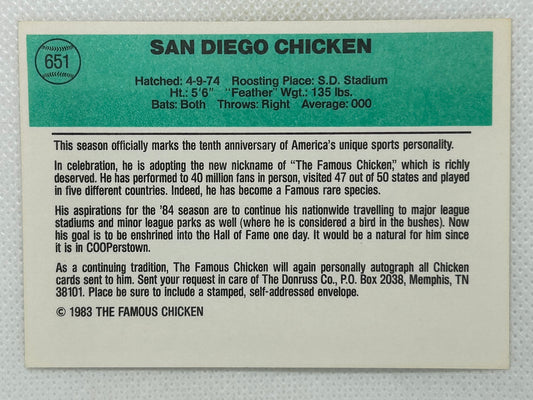 651
SAN DIEGO CHICKEN
Hatched: 4-9-74 Roosting Place: S.D. Stadium
Ht.: 5'6" "Feather" Wgt.: 135 lbs.
Bats: Both Throws: Right Average: 000
This season officially marks the tenth anniversary of America's unique sports personality.
In celebration, he is adopting the new nickname of "The Famous Chicken," which is richly
deserved. He has performed to 40 million fans in person, visited 47 out of 50 states and played
in five different countries. Indeed, he has become a Famous rare species.
His aspirations for the '84 season are to continue his nationwide travelling to major league
stadiums and minor league parks as well (where he is considered a bird in the bushes). Now
his goal is to be enshrined into the Hall of Fame one day. It would be a natural for him since
it is in COOPerstown.
As a continuing tradition, The Famous Chicken will again personally autograph all Chicken
cards sent to him. Sent your request in care of The Donruss Co., P.O. Box 2038, Memphis, TN
38101. Place be sure to include a stamped, self-addressed envelope.
© 1983 THE FAMOUS CHICKEN